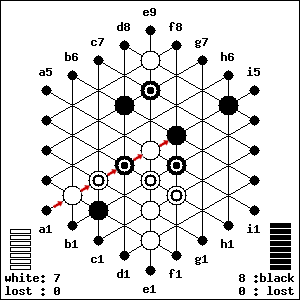 e9
d8 f8
c7 g7
b6 h6
a5 i5
a1 i1
b1 h1
c1 g1
d1 f1
e1
white: 7 8 :black
lost : 0 0 : lost